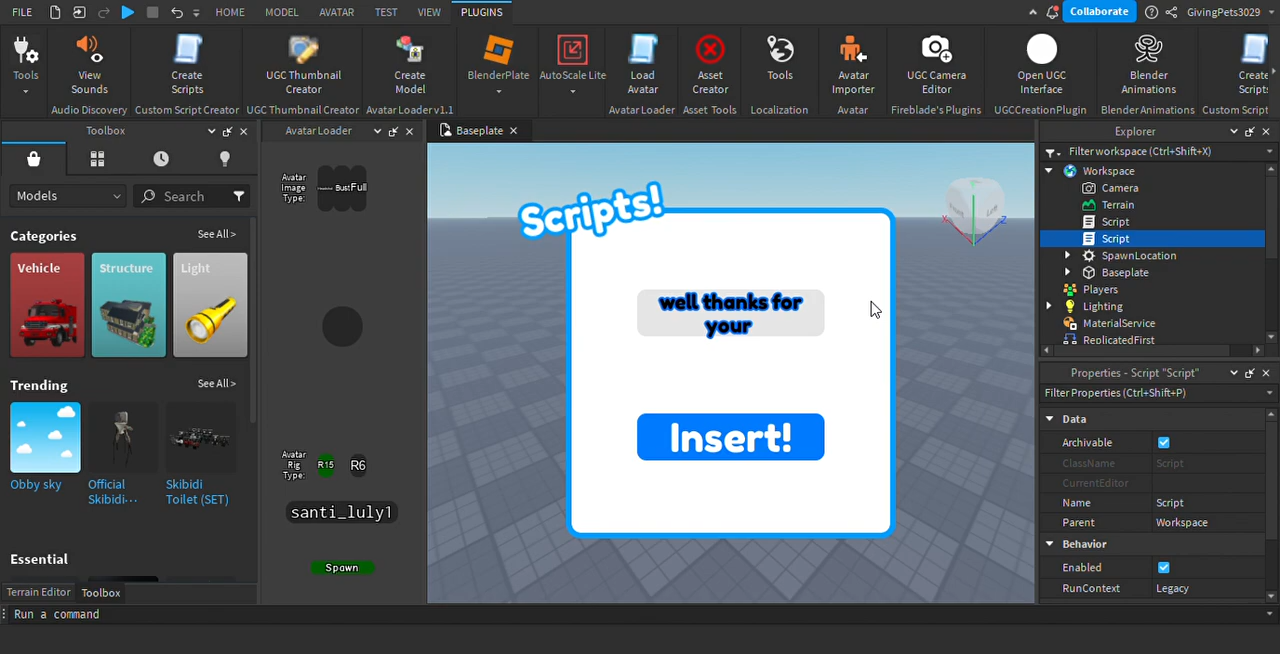 FILE
HOME
MODEL
AVATAR
TEST
VIEW
PLUGINS
Collaborate
GivingPets3029
Tools
View
Sounds
Audio Discovery
Create
Scripts
Custom Script Creator
UGC Thumbnail
Creator
UGC Thumbnail Creator
Create
Model
Avatar Loader v1.1
BlenderPlate
AutoScale Lite
Load
Avatar
Avatar Loader
Asset
Creator
Asset Tools
Tools
Localization
Avatar
Importer
Avatar
UGC Camera
Editor
Fireblade's Plugins
Open UGC
Interface
UGCCreationPlugin
Blender
Animations
Blender Animations
Create
Scripts
Custom Script
Toolbox
Models
Search
Categories
See All >
Vehicle
Structure
Light
Trending
See All >
Obby sky
Official
Skibidi···
Skibidi
Toilet (SET)
Essential
Terrain Editor
Toolbox
Avatar Loader
Avatar
Image
Type:
Bust
Full
Avatar
Rig
Type:
R15
R6
santi_luly1
Spawn
Baseplate
Scripts!
well thanks for
your
Insert!
Explorer
Filter workspace (Ctrl+Shift+X)
Workspace
Camera
Terrain
Script
Script
SpawnLocation
Baseplate
Players
Lighting
MaterialService
ReplicatedFirst
Properties - Script "Script"
Filter Properties (Ctrl+Shift+P)
Data
Archivable
ClassName
Script
CurrentEditor
Name
Script
Parent
Workspace
Behavior
Enabled
RunContext
Legacy
Run a command